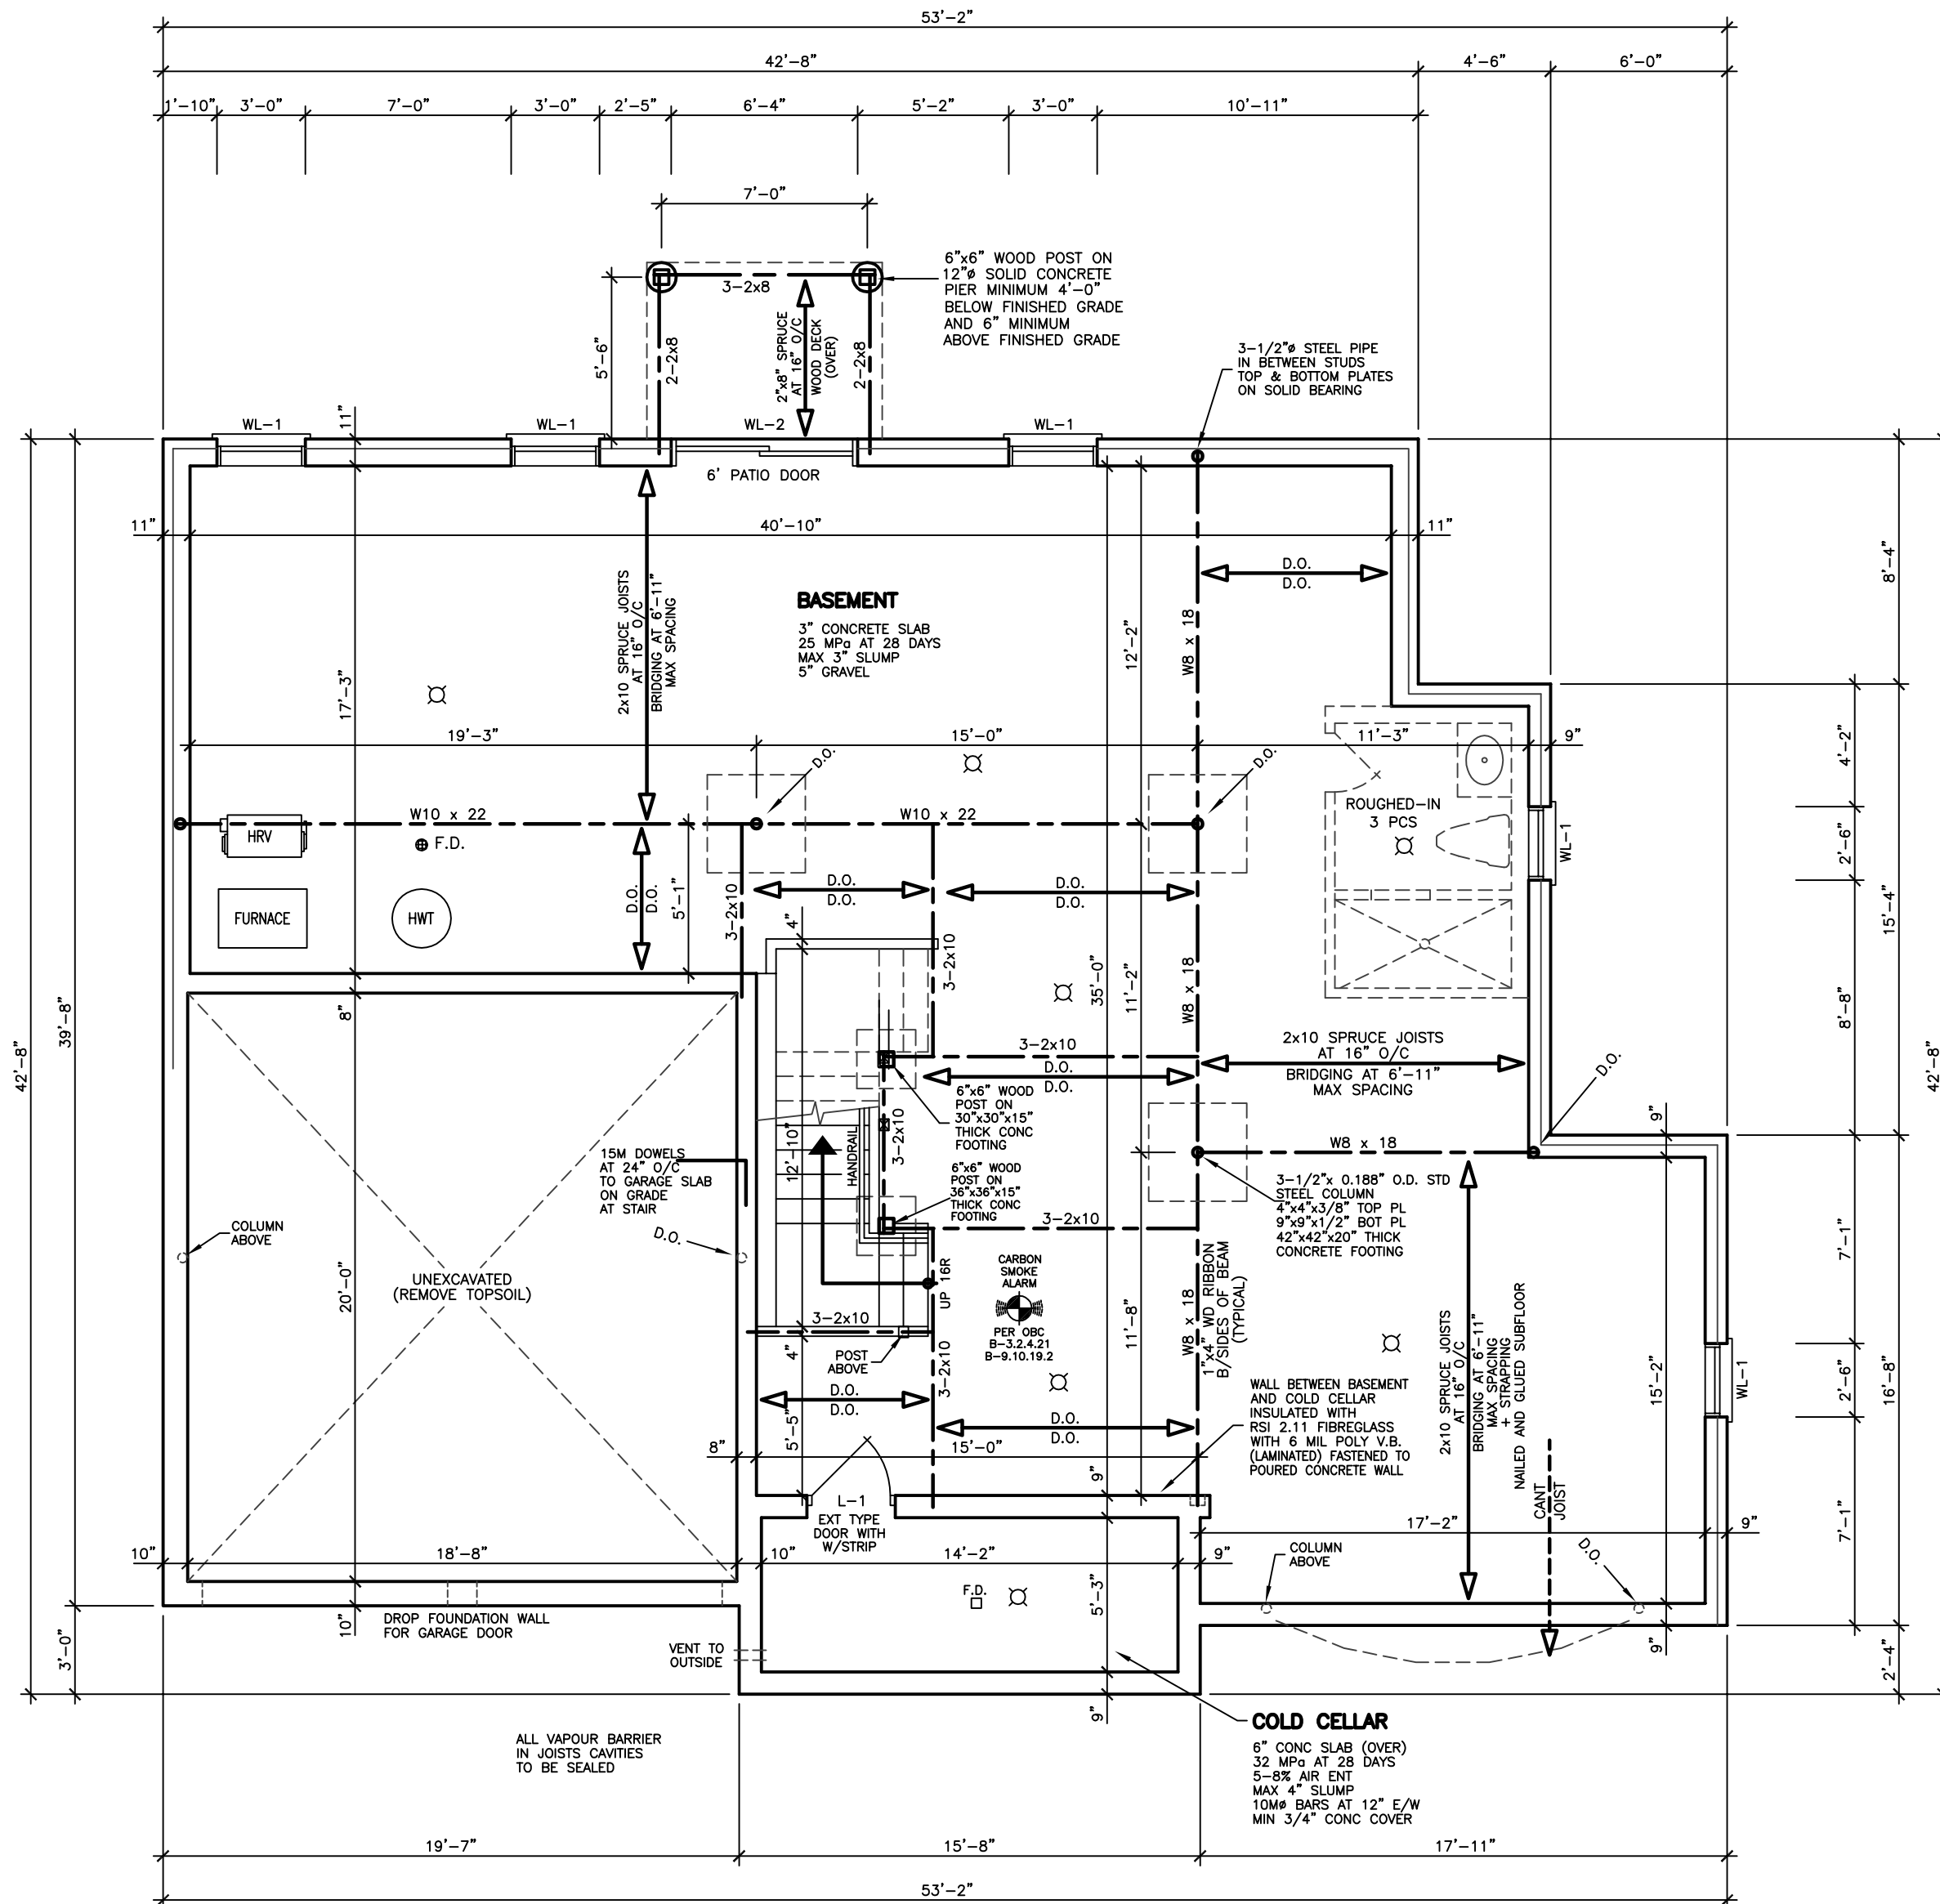 53'-2"
42'-8"
4'-6"
6'-0"
1'-10"
3'-0"
7'-0"
3'-0"
2'-5"
6'-4"
5'-2"
3'-0"
10'-11"
7'-0"
6"x6" WOOD POST ON
12"ø SOLID CONCRETE
PIER MINIMUM 4'-0"
BELOW FINISHED GRADE
AND 6" MINIMUM
ABOVE FINISHED GRADE
3-2x8
5'-6"
2-2x8
2"x8" SPRUCE
AT 16" O/C
WOOD DECK
(OVER)
2-2x8
3-1/2"ø STEEL PIPE
IN BETWEEN STUDS
TOP & BOTTOM PLATES
ON SOLID BEARING
11"
WL-1
WL-1
WL-2
WL-1
6' PATIO DOOR
11"
40'-10"
11"
8'-4"
D.O.
D.O.
BASEMENT
3" CONCRETE SLAB
25 MPa AT 28 DAYS
MAX 3" SLUMP
5" GRAVEL
2x10 SPRUCE JOISTS
AT 16" O/C
BRIDGING AT 6'-11"
MAX SPACING
17'-3"
12'-2"
W8 x 18
19'-3"
15'-0"
11'-3"
9"
4'-2"
D.O.
D.O.
W10 x 22
W10 x 22
HRV
F.D.
ROUGHED-IN
3 PCS
WL-1
2'-6"
FURNACE
HWT
D.O.
D.O.
5'-1"
3-2x10
D.O.
D.O.
D.O.
D.O.
4"
3-2x10
35'-0"
11'-2"
W8 x 18
15'-4"
8'-8"
8"
39'-8"
42'-8"
42'-8"
3-2x10
D.O.
D.O.
2x10 SPRUCE JOISTS
AT 16" O/C
BRIDGING AT 6'-11"
MAX SPACING
D.O.
6"x6" WOOD
POST ON
30"x30"x15"
THICK CONC
FOOTING
3-2x10
HANDRAIL
12'-10"
15M DOWELS
AT 24" O/C
TO GARAGE SLAB
ON GRADE
AT STAIR
6"x6" WOOD
POST ON
36"x36"x15"
THICK CONC
FOOTING
W8 x 18
9"
3-1/2"x 0.188" O.D. STD
STEEL COLUMN
4"x4"x3/8" TOP PL
9"x9"x1/2" BOT PL
42"x42"x20" THICK
CONCRETE FOOTING
COLUMN
ABOVE
D.O.
3-2x10
7'-1"
UNEXCAVATED
(REMOVE TOPSOIL)
20'-0"
UP 16R
CARBON
SMOKE
ALARM
PER OBC
B-3.2.4.21
B-9.10.19.2
3-2x10
4"
POST
ABOVE
3-2x10
11'-8"
W8 x 18
1"x4" WD RIBBON
B/SIDES OF BEAM
(TYPICAL)
2x10 SPRUCE JOISTS
AT 16" O/C
BRIDGING AT 6'-11"
MAX SPACING
+ STRAPPING
NAILED AND GLUED SUBFLOOR
15'-2"
WL-1
2'-6"
16'-8"
D.O.
D.O.
D.O.
D.O.
WALL BETWEEN BASEMENT
AND COLD CELLAR
INSULATED WITH
RSI 2.11 FIBREGLASS
WITH 6 MIL POLY V.B.
(LAMINATED) FASTENED TO
POURED CONCRETE WALL
5'-5"
8"
15'-0"
9"
L-1
EXT TYPE
DOOR WITH
W/STRIP
CANT
JOIST
17'-2"
9"
7'-1"
10"
18'-8"
10"
14'-2"
9"
COLUMN
ABOVE
D.O.
F.D.
5'-3"
10"
DROP FOUNDATION WALL
FOR GARAGE DOOR
3'-0"
VENT TO
OUTSIDE
9"
2'-4"
9"
COLD CELLAR
6" CONC SLAB (OVER)
32 MPa AT 28 DAYS
5-8% AIR ENT
MAX 4" SLUMP
10Mø BARS AT 12" E/W
MIN 3/4" CONC COVER
ALL VAPOUR BARRIER
IN JOISTS CAVITIES
TO BE SEALED
19'-7"
15'-8"
17'-11"
53'-2"